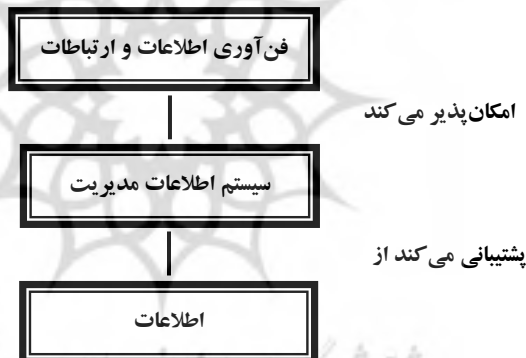 فن‌آوری اطلاعات و ارتباطات
امکان‌پذیر می‌کند
سیستم اطلاعات مدیریت
پشتیبانی می‌کند از
اطلاعات